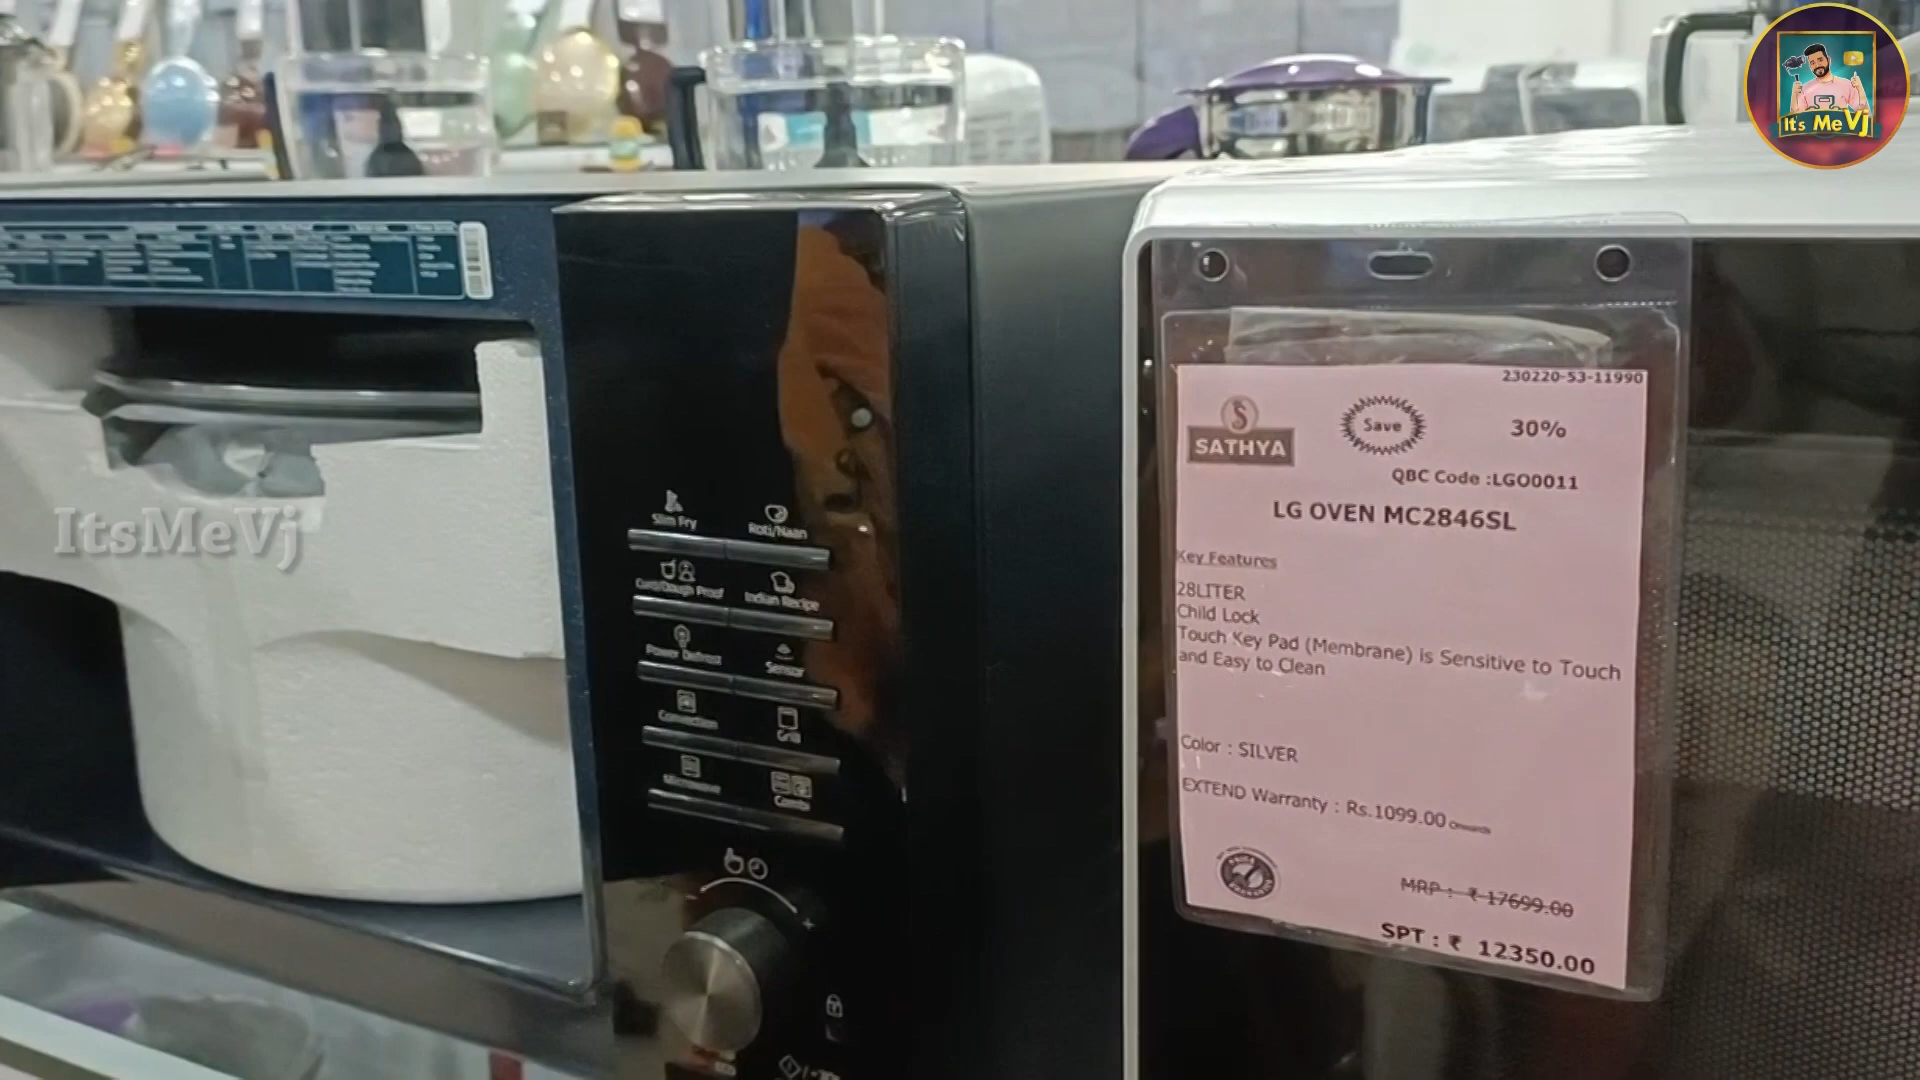 It's Me Vj
ItsMeVj
Slim Fry
Roti/Naan
Curd/Dough Proof
Indian Recipe
Power Defrost
Sensor
Convection
Grill
Microwave
Combi
230220-53-11990
SATHYA
Save
30%
QBC Code :LGO0011
LG OVEN MC2846SL
Key Features
28LITER
Child Lock
Touch Key Pad (Membrane) is Sensitive to Touch
and Easy to Clean
Color : SILVER
EXTEND Warranty : Rs.1099.00 Onwards
MRP : ₹ 17699.00
SPT : ₹ 12350.00